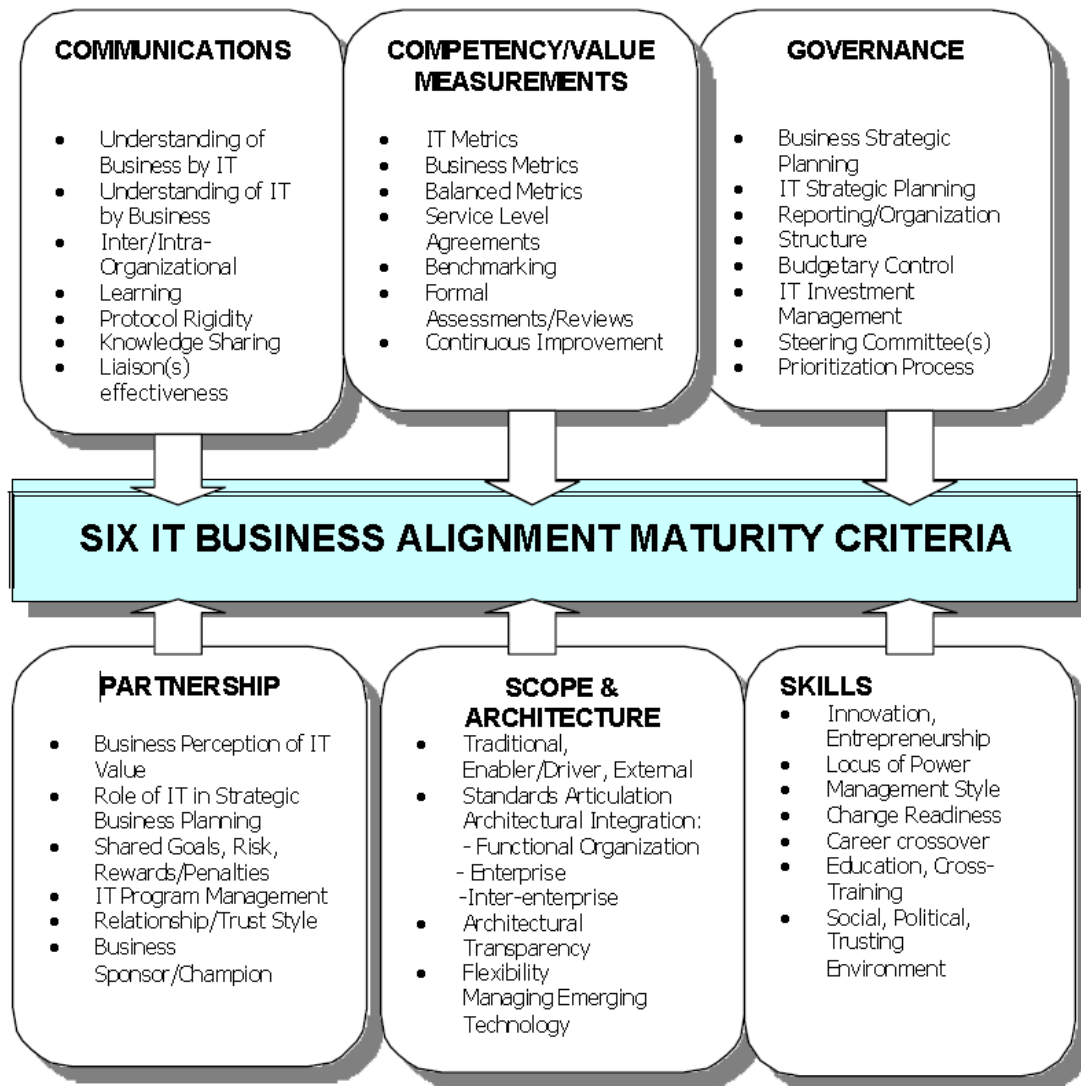 COMMUNICATIONS
• Understanding of
Business by IT
• Understanding of IT
by Business
• Inter/Intra-
Organizational
• Learning
• Protocol Rigidity
• Knowledge Sharing
• Liaison(s)
effectiveness
COMPETENCY/VALUE
MEASUREMENTS
• IT Metrics
• Business Metrics
• Balanced Metrics
• Service Level
Agreements
• Benchmarking
• Formal
Assessments/Reviews
• Continuous Improvement
GOVERNANCE
• Business Strategic
Planning
• IT Strategic Planning
• Reporting/Organization
• Structure
• Budgetary Control
• IT Investment
Management
• Steering Committee(s)
• Prioritization Process
SIX IT BUSINESS ALIGNMENT MATURITY CRITERIA
PARTNERSHIP
• Business Perception of IT
Value
• Role of IT in Strategic
Business Planning
• Shared Goals, Risk,
Rewards/Penalties
• IT Program Management
• Relationship/Trust Style
• Business
Sponsor/Champion
SCOPE &
ARCHITECTURE
• Traditional,
Enabler/Driver, External
• Standards Articulation
Architectural Integration:
- Functional Organization
- Enterprise
-Inter-enterprise
• Architectural
Transparency
• Flexibility
Managing Emerging
Technology
SKILLS
• Innovation,
Entrepreneurship
• Locus of Power
• Management Style
• Change Readiness
• Career crossover
• Education, Cross-
Training
• Social, Political,
Trusting
Environment